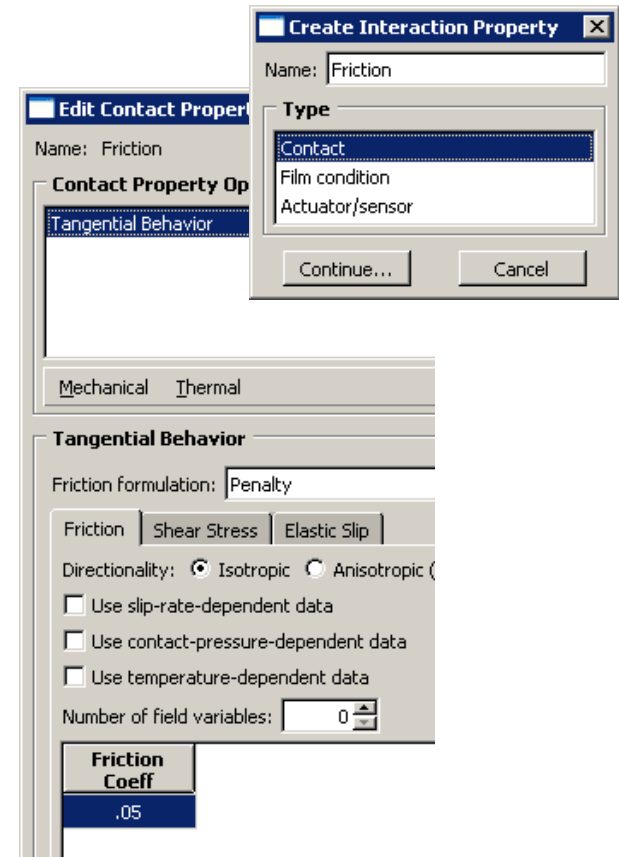 Create Interaction Property
Name: Friction
Type
Contact
Film condition
Actuator/sensor
Continue...
Cancel
Edit Contact Propert
Name: Friction
Contact Property Op
Tangential Behavior
Mechanical Thermal
Tangential Behavior
Friction formulation: Penalty
Friction Shear Stress Elastic Slip
Directionality: Isotropic Anisotropic (
Use slip-rate-dependent data
Use contact-pressure-dependent data
Use temperature-dependent data
Number of field variables: 0
Friction
Coeff
.05